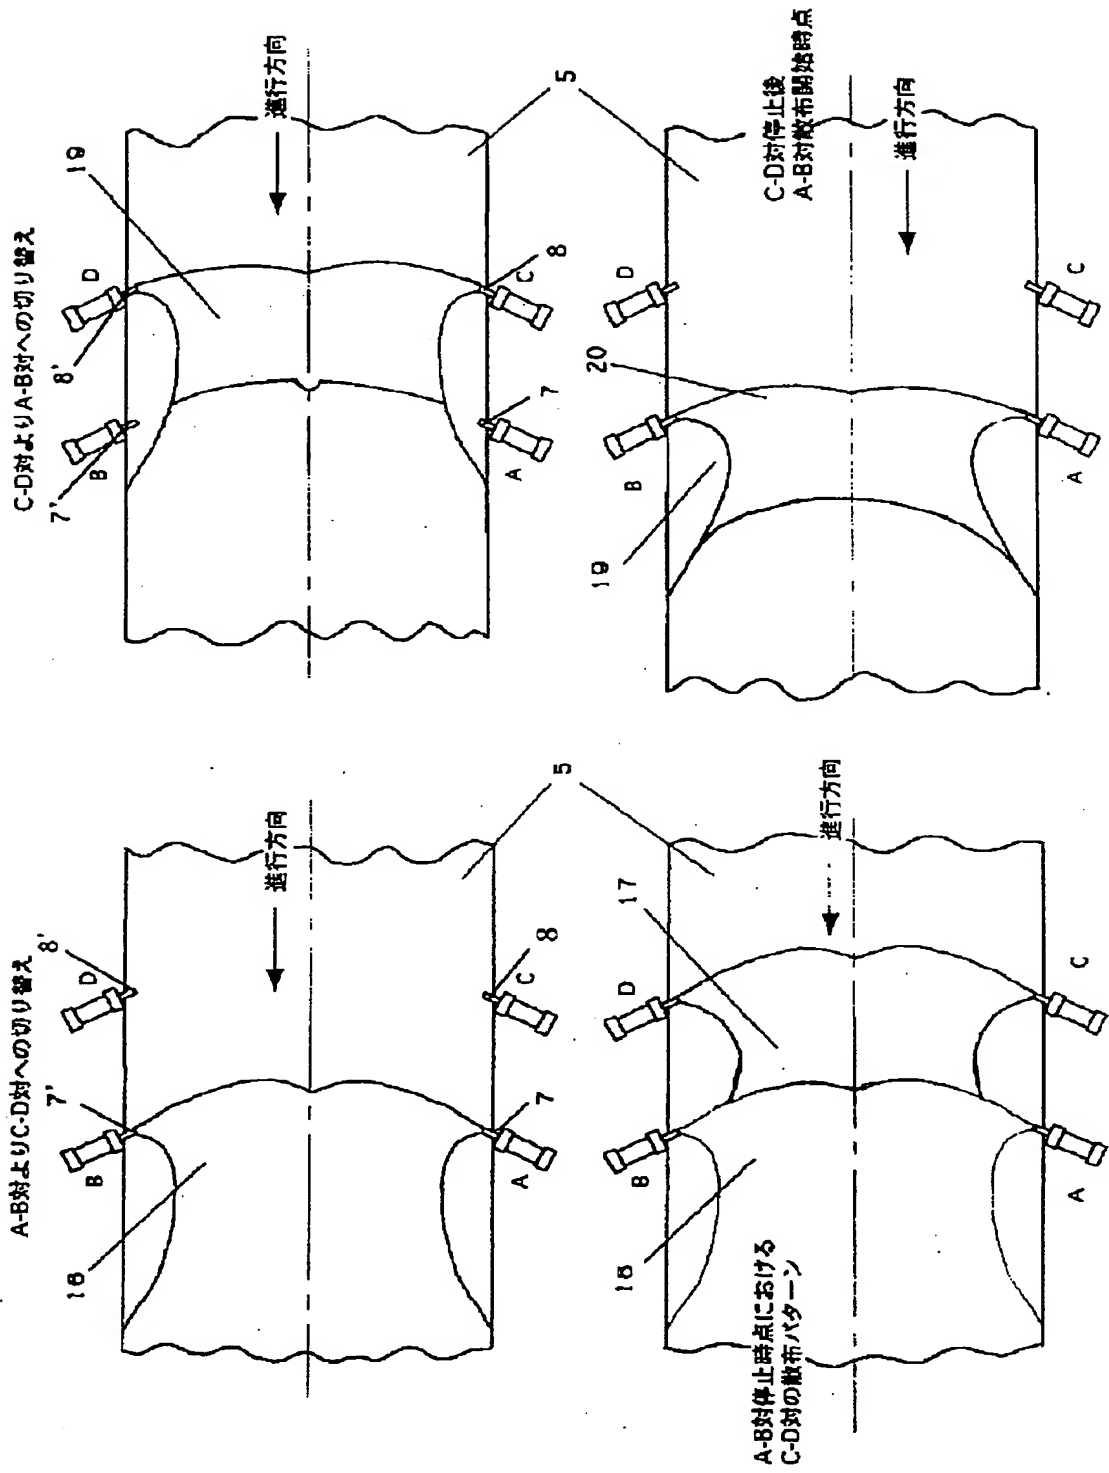 A-B対よりC-D対への切り替え
7'
8'
B
D
16
進行方向
A
C
7
8
5
A-B対停止時点における
C-D対の散布パターン
B
D
16
17
進行方向
A
C
C-D対よりA-B対への切り替え
7'
8'
B
D
19
進行方向
A
C
7
8
5
C-D対停止後
A-B対散布開始時点
B
D
19
20
進行方向
A
C